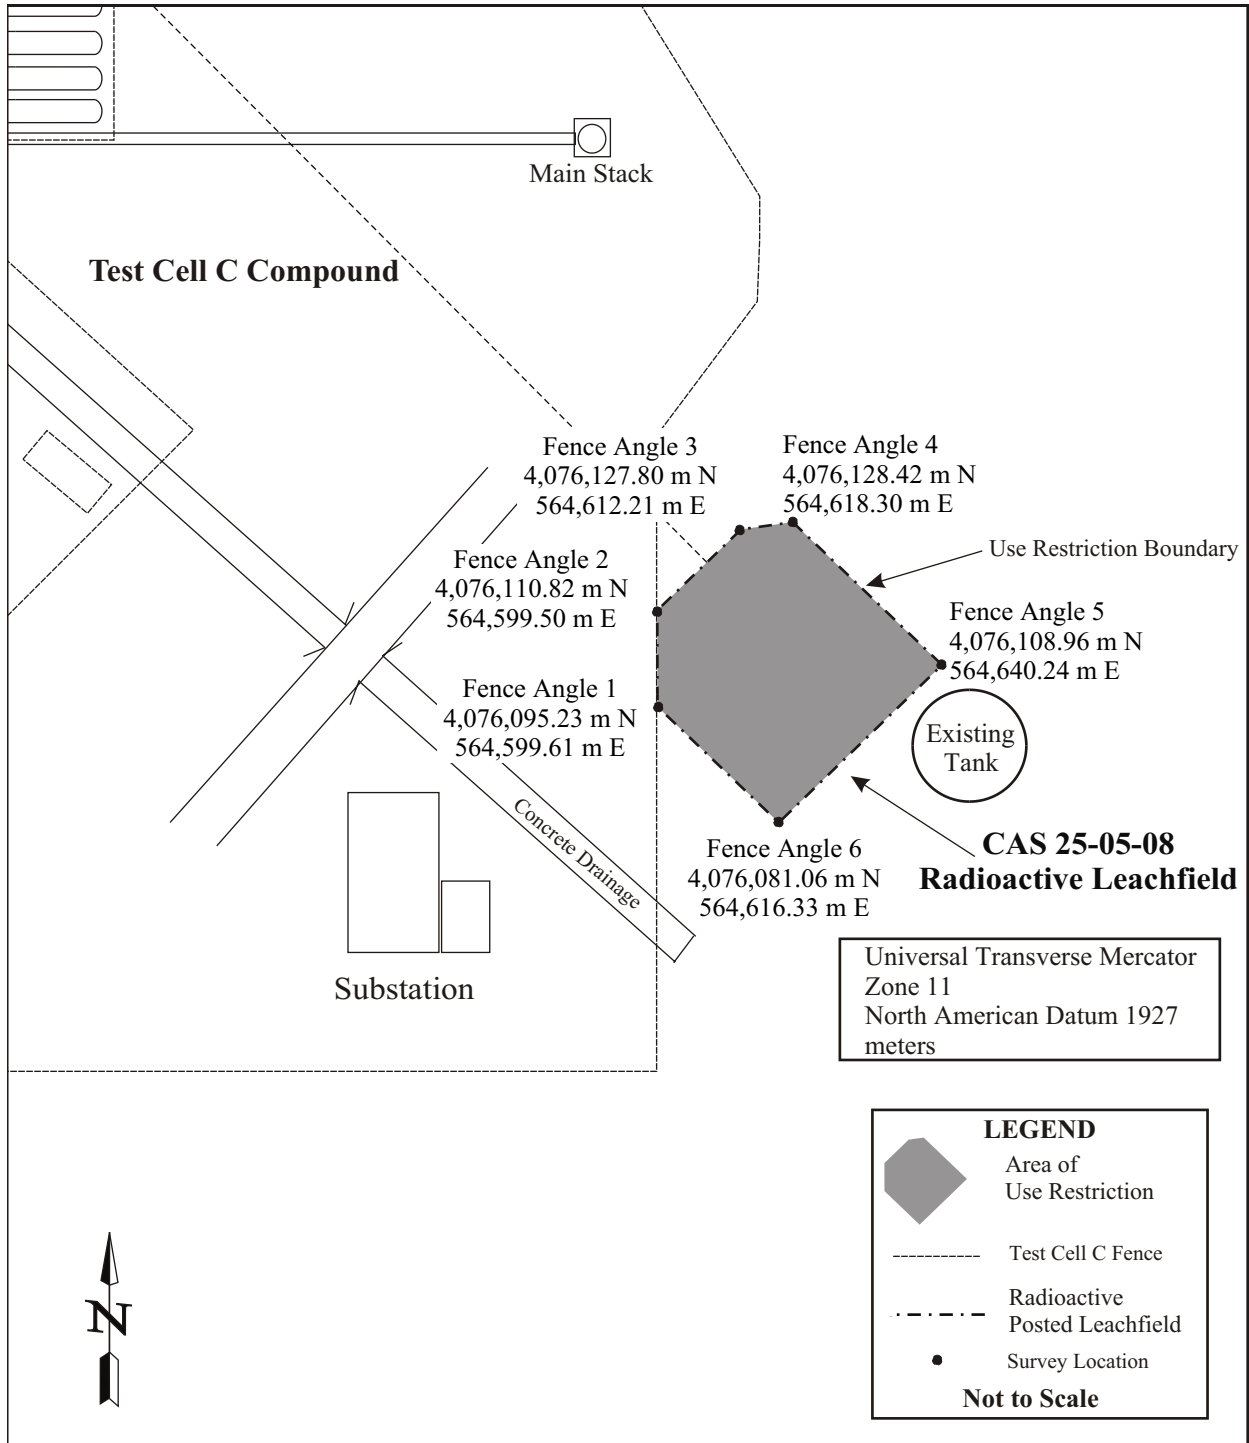 Main Stack
Test Cell C Compound
Fence Angle 3
4,076,127.80 m N
564,612.21 m E
Fence Angle 4
4,076,128.42 m N
564,618.30 m E
Use Restriction Boundary
Fence Angle 2
4,076,110.82 m N
564,599.50 m E
Fence Angle 5
4,076,108.96 m N
564,640.24 m E
Fence Angle 1
4,076,095.23 m N
564,599.61 m E
Existing
Tank
Concrete Drainage
Fence Angle 6
4,076,081.06 m N
564,616.33 m E
CAS 25-05-08
Radioactive Leachfield
Substation
Universal Transverse Mercator
Zone 11
North American Datum 1927
meters
LEGEND
Area of
Use Restriction
Test Cell C Fence
Radioactive
Posted Leachfield
Survey Location
Not to Scale
N